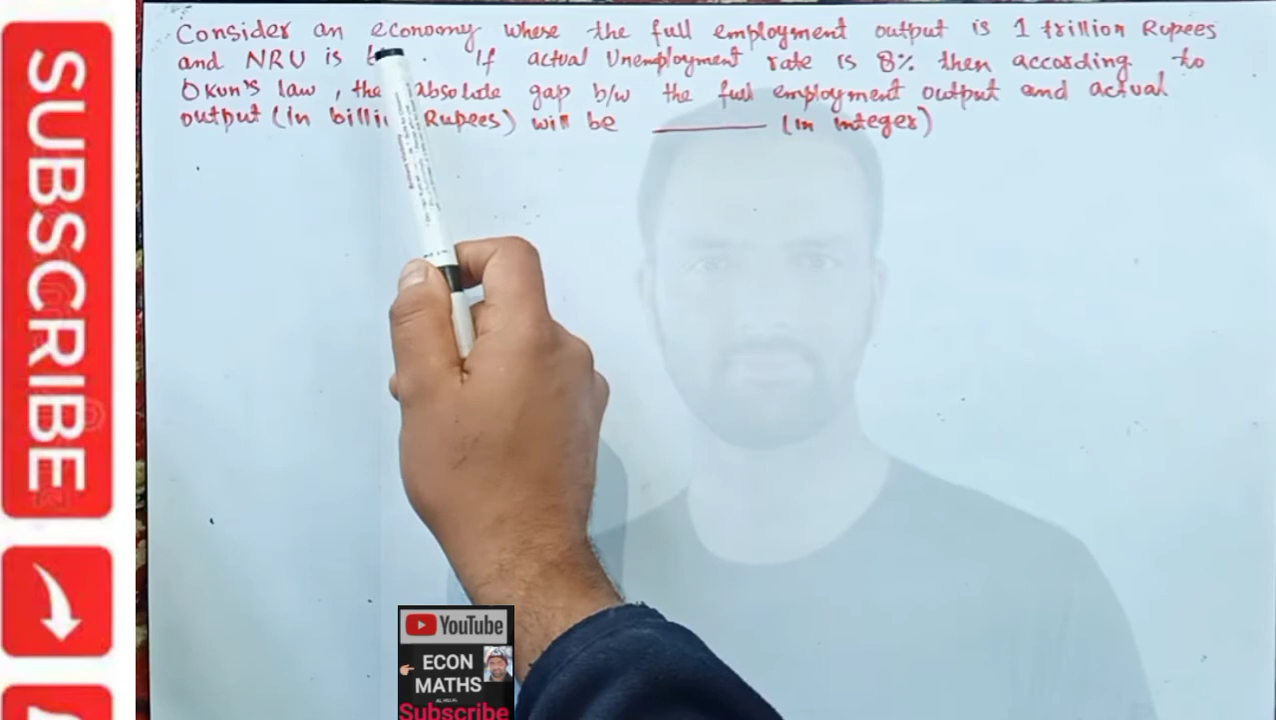 SUBSCRIBE
Consider an economy where the full employment output is 1 trillion Rupees
and NRU is . If actual Unemployment rate is 8% then according to
Okun's law, the absolute gap b/w the full employment output and actual
output (in billi Rupees) will be ______ (in integer)
YouTube
ECON
MATHS
Subscribe